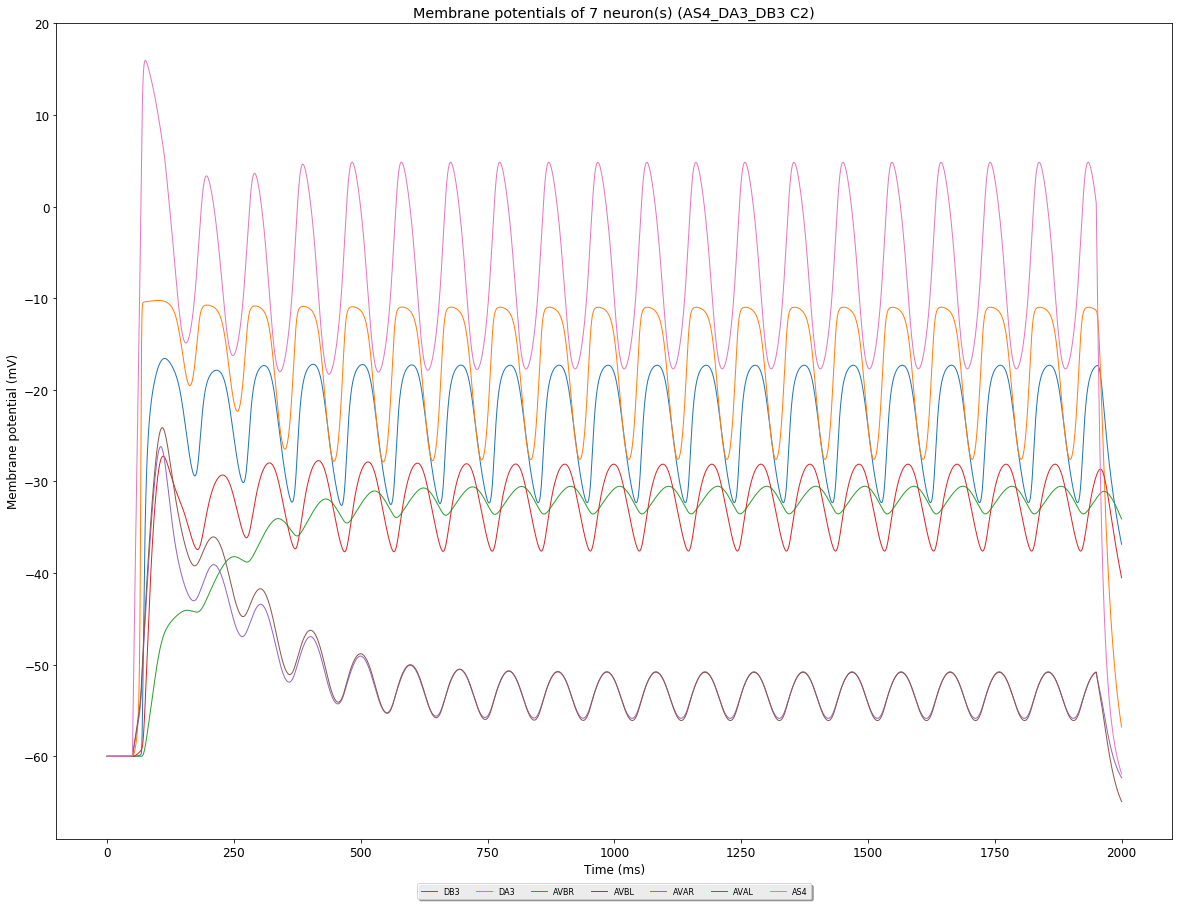 Membrane potentials of 7 neuron(s) (AS4_DA3_DB3 C2)
20
10
0
−10
−20
−30
−40
−50
−60
Membrane potential (mV)
0 250 500 750 1000 1250 1500 1750 2000
Time (ms)
DB3 DA3 AVBR AVBL AVAR AVAL AS4